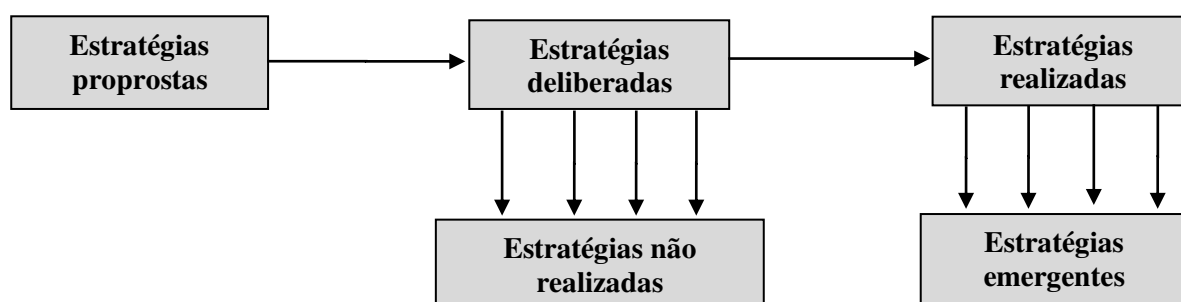 Estratégias
proprostas
Estratégias
deliberadas
Estratégias
realizadas
Estratégias não
realizadas
Estratégias
emergentes